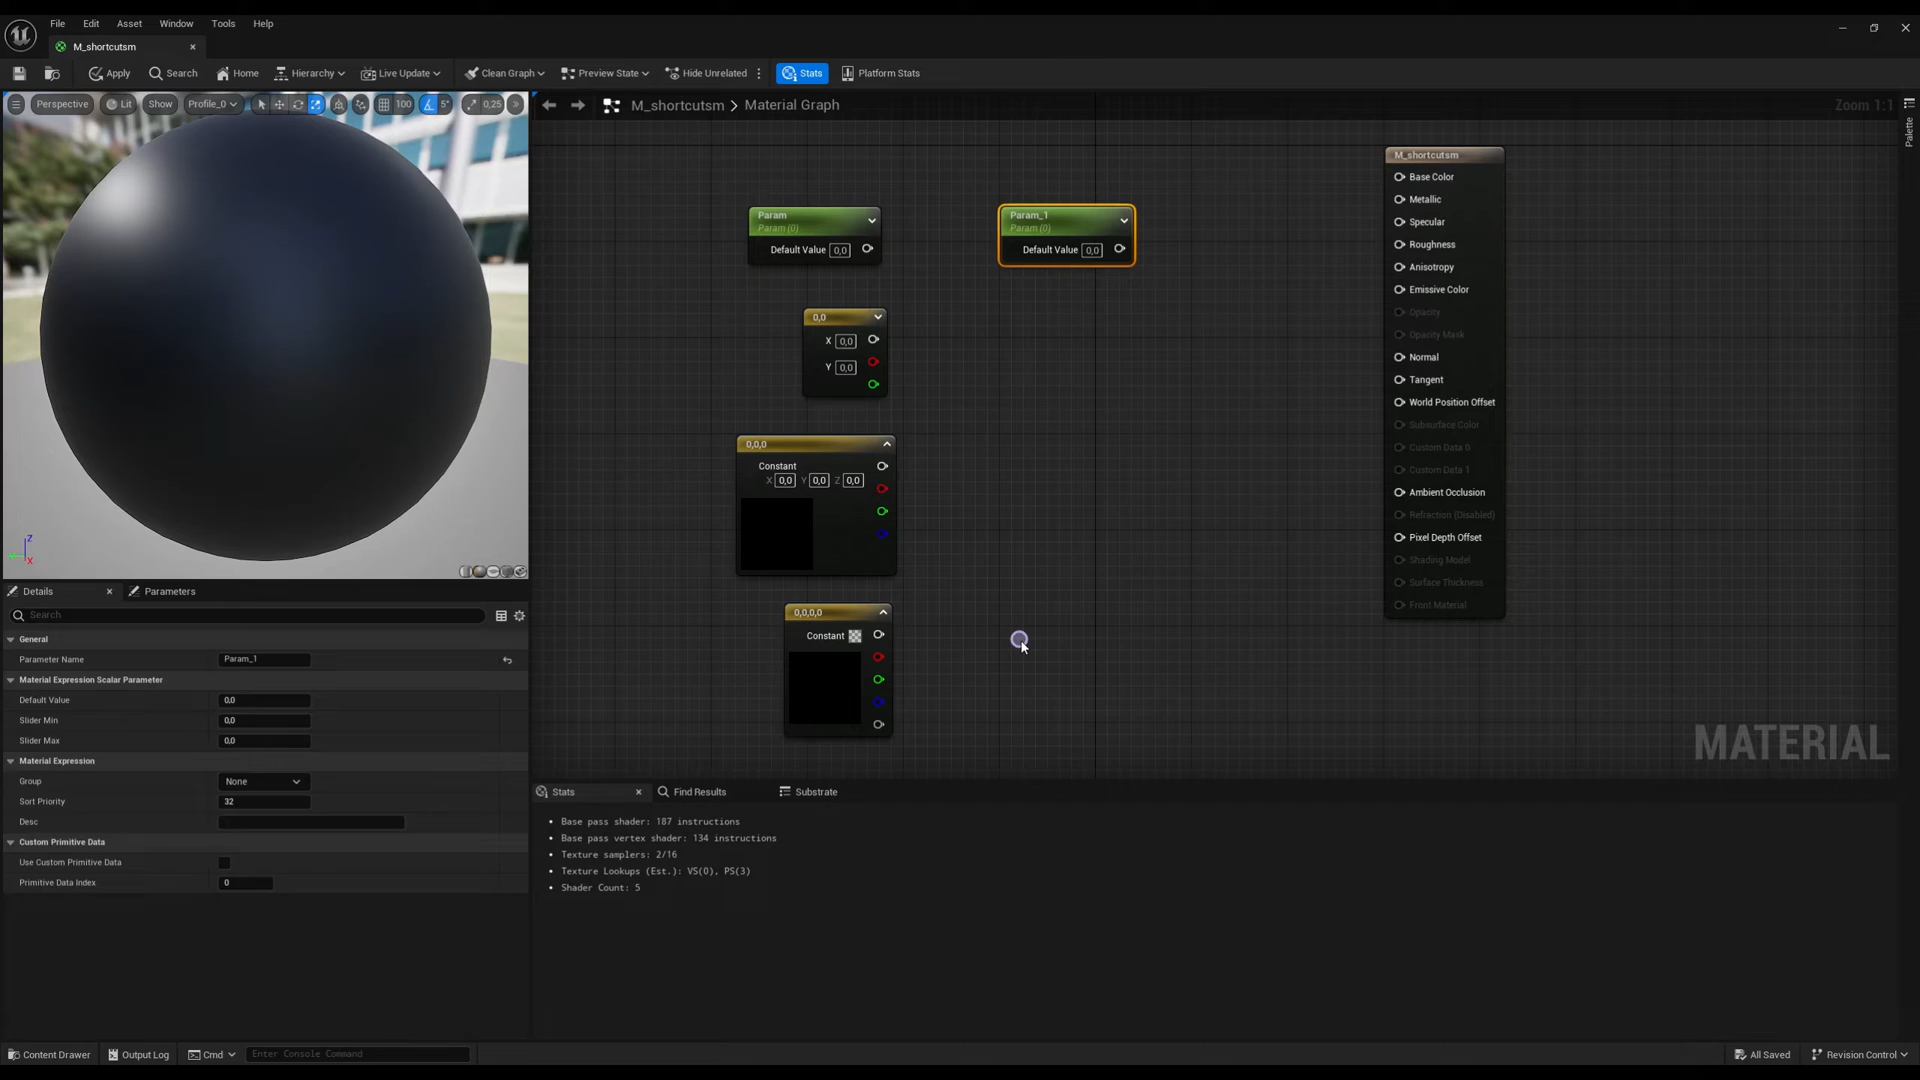 File Edit Asset Window Tools Help
M_shortcutsm
Apply Search Home Hierarchy Live Update Clean Graph Preview State Hide Unrelated Stats Platform Stats
Perspective Lit Show Profile_0 100 5° 0,25
M_shortcutsm > Material Graph
Zoom 1:1
Palette
Param
Param (0)
Default Value 0,0
Param_1
Param (0)
Default Value 0,0
0,0
X 0,0
Y 0,0
0,0,0
Constant
X 0,0 Y 0,0 Z 0,0
0,0,0,0
Constant
M_shortcutsm
Base Color
Metallic
Specular
Roughness
Anisotropy
Emissive Color
Opacity
Opacity Mask
Normal
Tangent
World Position Offset
Subsurface Color
Custom Data 0
Custom Data 1
Ambient Occlusion
Refraction (Disabled)
Pixel Depth Offset
Shading Model
Surface Thickness
Front Material
MATERIAL
Z
X
Details Parameters
Search
General
Parameter Name Param_1
Material Expression Scalar Parameter
Default Value 0,0
Slider Min 0,0
Slider Max 0,0
Material Expression
Group None
Sort Priority 32
Desc
Custom Primitive Data
Use Custom Primitive Data
Primitive Data Index 0
Stats Find Results Substrate
Base pass shader: 187 instructions
Base pass vertex shader: 134 instructions
Texture samplers: 2/16
Texture Lookups (Est.): VS(0), PS(3)
Shader Count: 5
Content Drawer Output Log Cmd Enter Console Command All Saved Revision Control